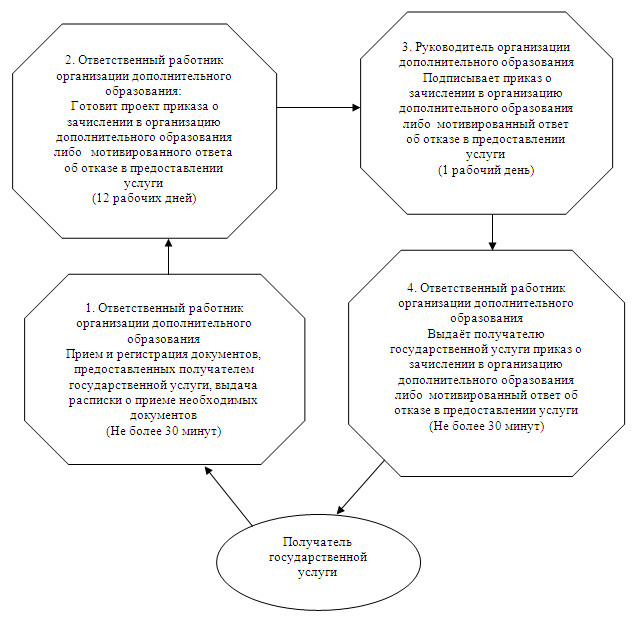 2. Ответственный работник
организации дополнительного
образования:
Готовит проект приказа о
зачислении в организацию
дополнительного образования
либо мотивированного ответа
об отказе в предоставлении
услуги
(12 рабочих дней)
3. Руководитель организации
дополнительного образования
Подписывает приказ о
зачислении в организацию
дополнительного образования
либо мотивированный ответ
об отказе в предоставлении
услуги
(1 рабочий день)
1. Ответственный работник
организации дополнительного
образования
Прием и регистрация документов,
предоставленных получателем
государственной услуги, выдача
расписки о приеме необходимых
документов
(Не более 30 минут)
4. Ответственный работник
организации дополнительного
образования
Выдаёт получателю
государственной услуги приказ о
зачислении в организацию
дополнительного образования
либо мотивированный ответ об
отказе в предоставлении услуги
(Не более 30 минут)
Получатель
государственной
услуги